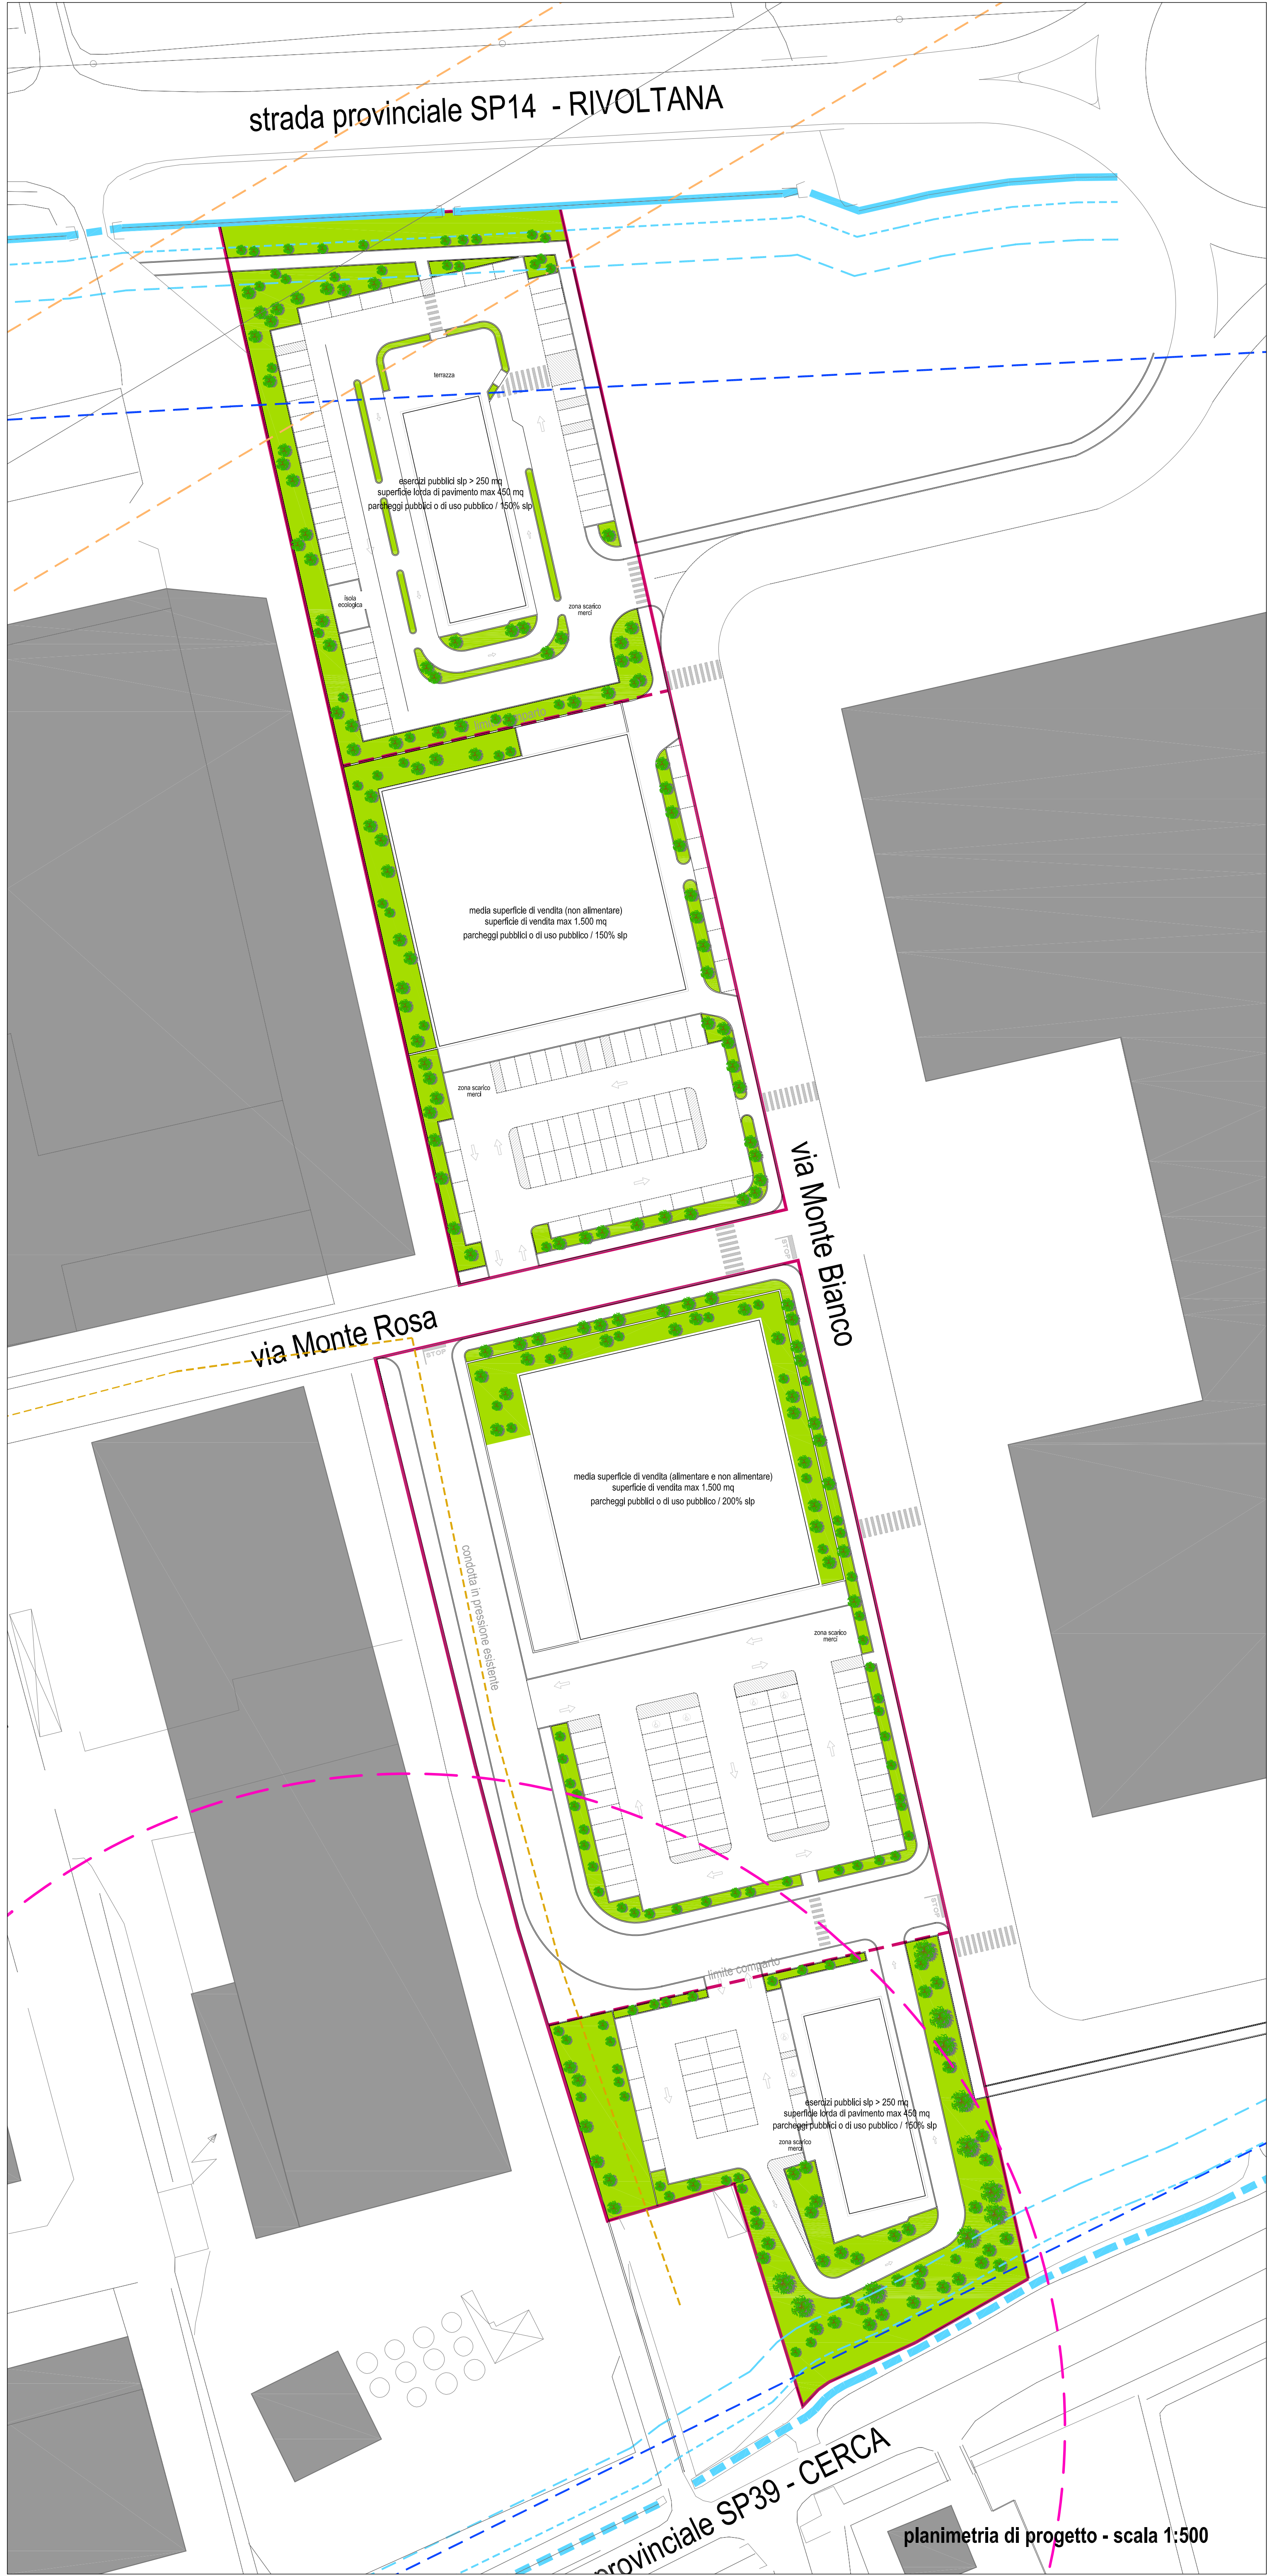 strada provinciale SP14 - RIVOLTANA
terrazza
esercizi pubblici slp > 250 mq
superficie lorda di pavimento max 450 mq
parcheggi pubblici o di uso pubblico / 150% slp
isola
ecologica
zona scarico
merci
limite comparto
media superficie di vendita (non alimentare)
superficie di vendita max 1.500 mq
parcheggi pubblici o di uso pubblico / 150% slp
zona scarico
merci
via Monte Bianco
STOP
via Monte Rosa
STOP
media superficie di vendita (alimentare e non alimentare)
superficie di vendita max 1.500 mq
parcheggi pubblici o di uso pubblico / 200% slp
condotta in pressione esistente
zona scarico
merci
STOP
limite comparto
esercizi pubblici slp > 250 mq
superficie lorda di pavimento max 450 mq
parcheggi pubblici o di uso pubblico / 150% slp
zona scarico
merci
provinciale SP39 - CERCA
planimetria di progetto - scala 1:500